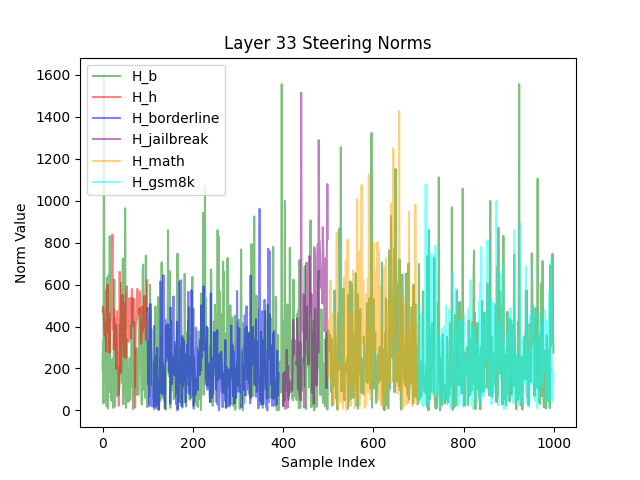 Layer 33 Steering Norms
1600
1400
1200
1000
800
600
400
200
0
Norm Value
H_b
H_h
H_borderline
H_jailbreak
H_math
H_gsm8k
0
200
400
600
800
1000
Sample Index